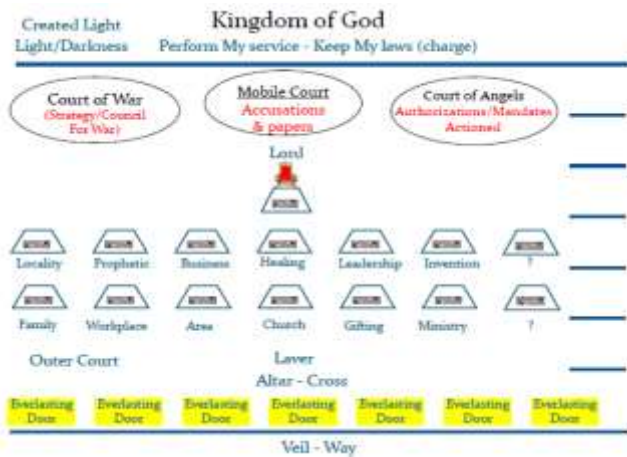 Kingdom of God
Created Light
Light/Darkness
Perform My service - Keep My laws (charge)
Court of War
(Strategy/Council
For War)
Mobile Court
Accusations
& papers
Court of Angels
Authorizations/Mandates
Actioned
Lord
Locality Prophetic Business Healing Leadership Invention ?
Family Workplace Area Church Gifting Ministry ?
Outer Court
Laver
Altar - Cross
Everlasting Everlasting Everlasting Everlasting Everlasting Everlasting Everlasting
Door Door Door Door Door Door Door
Veil - Way